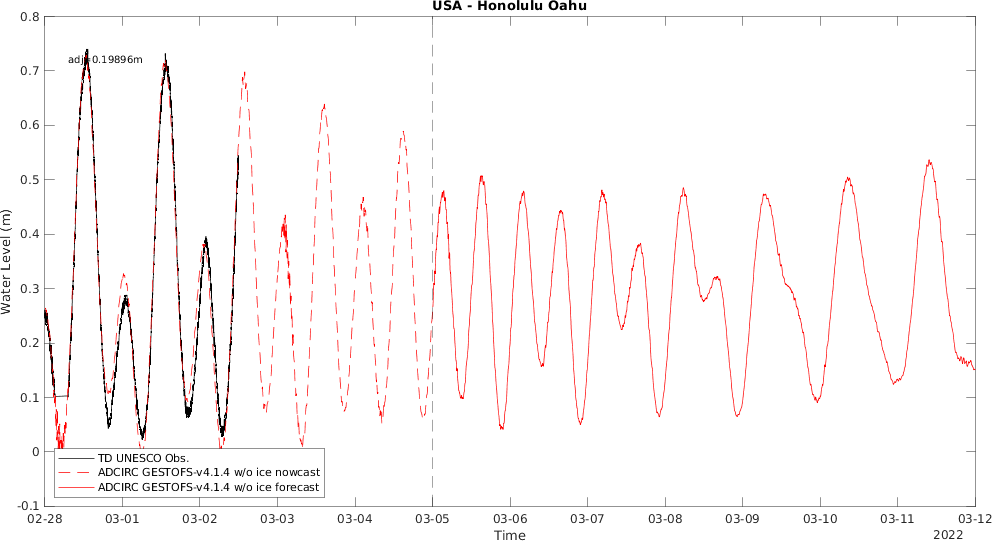 USA - Honolulu Oahu
0.8
0.7
0.6
0.5
0.4
0.3
0.2
0.1
0
-0.1
Water Level (m)
adj=0.19896m
TD UNESCO Obs.
ADCIRC GESTOFS-v4.1.4 w/o ice nowcast
ADCIRC GESTOFS-v4.1.4 w/o ice forecast
02-28 03-01 03-02 03-03 03-04 03-05 03-06 03-07 03-08 03-09 03-10 03-11 03-12
Time
2022